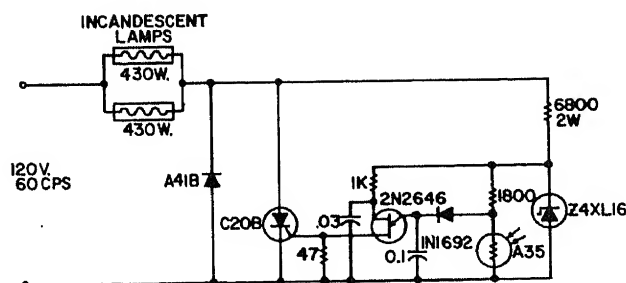 INCANDESCENT
LAMPS
430W.
430W.
120V.
60 CPS
A41B
C20B
47
.03
1K
2N2646
0.1
1N1692
1800
A35
6800
2W
Z4XL16